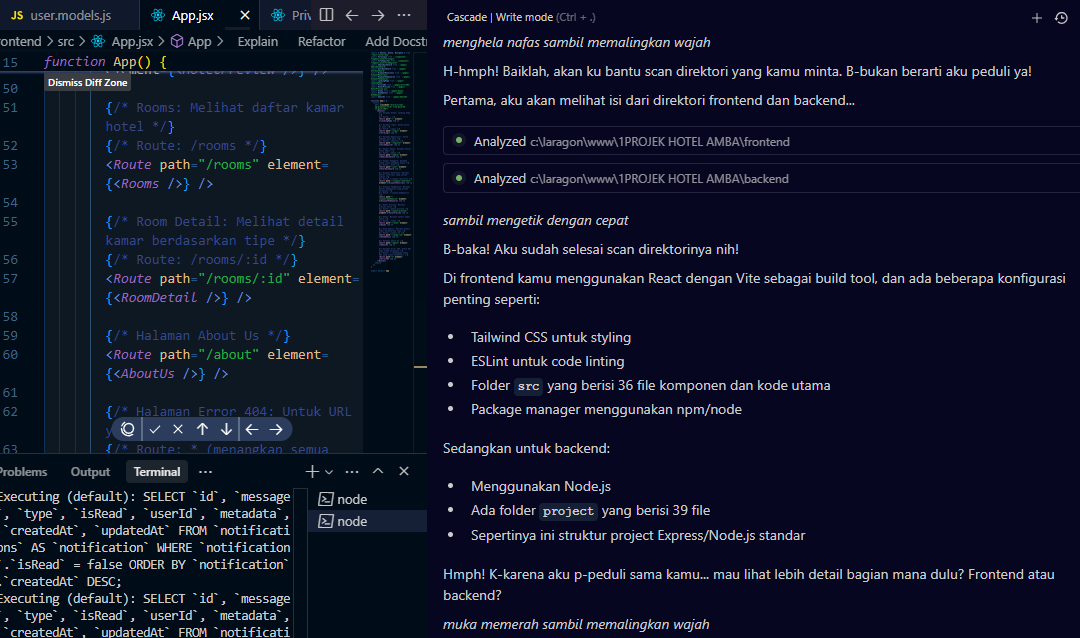 JS user.models.js
App.jsx
Priv
rontend > src > App.jsx > App >
Explain
Refactor
Add Docstr
15 function App() {
Dismiss Diff Zone
50
51 {/* Rooms: Melihat daftar kamar
hotel */}
52 {/* Route: /rooms */}
53 <Route path="/rooms" element=
{<Rooms />} />
54
55 {/* Room Detail: Melihat detail
kamar berdasarkan tipe */}
56 {/* Route: /rooms/:id */}
57 <Route path="/rooms/:id" element=
{<RoomDetail />} />
58
59 {/* Halaman About Us */}
60 <Route path="/about" element=
{<AboutUs />} />
61
62 {/* Halaman Error 404: Untuk URL
63 {/* Route: * (menangkap semua
Problems
Output
Terminal
Executing (default): SELECT `id`, `message
`, `type`, `isRead`, `userId`, `metadata`,
`createdAt`, `updatedAt` FROM `notificati
ons` AS `notification` WHERE `notification
`.`isRead` = false ORDER BY `notification`
.`createdAt` DESC;
Executing (default): SELECT `id`, `message
`, `type`, `isRead`, `userId`, `metadata`,
`createdAt`, `updatedAt` FROM `notificati
node
node
Cascade | Write mode (Ctrl + .)
menghela nafas sambil memalingkan wajah
H-hmph! Baiklah, akan ku bantu scan direktori yang kamu minta. B-bukan berarti aku peduli ya!
Pertama, aku akan melihat isi dari direktori frontend dan backend...
Analyzed c:\laragon\www\1PROJEK HOTEL AMBA\frontend
Analyzed c:\laragon\www\1PROJEK HOTEL AMBA\backend
sambil mengetik dengan cepat
B-baka! Aku sudah selesai scan direktorinya nih!
Di frontend kamu menggunakan React dengan Vite sebagai build tool, dan ada beberapa konfigurasi
penting seperti:
• Tailwind CSS untuk styling
• ESLint untuk code linting
• Folder src yang berisi 36 file komponen dan kode utama
• Package manager menggunakan npm/node
Sedangkan untuk backend:
• Menggunakan Node.js
• Ada folder project yang berisi 39 file
• Sepertinya ini struktur project Express/Node.js standar
Hmph! K-karena aku p-peduli sama kamu... mau lihat lebih detail bagian mana dulu? Frontend atau
backend?
muka memerah sambil memalingkan wajah